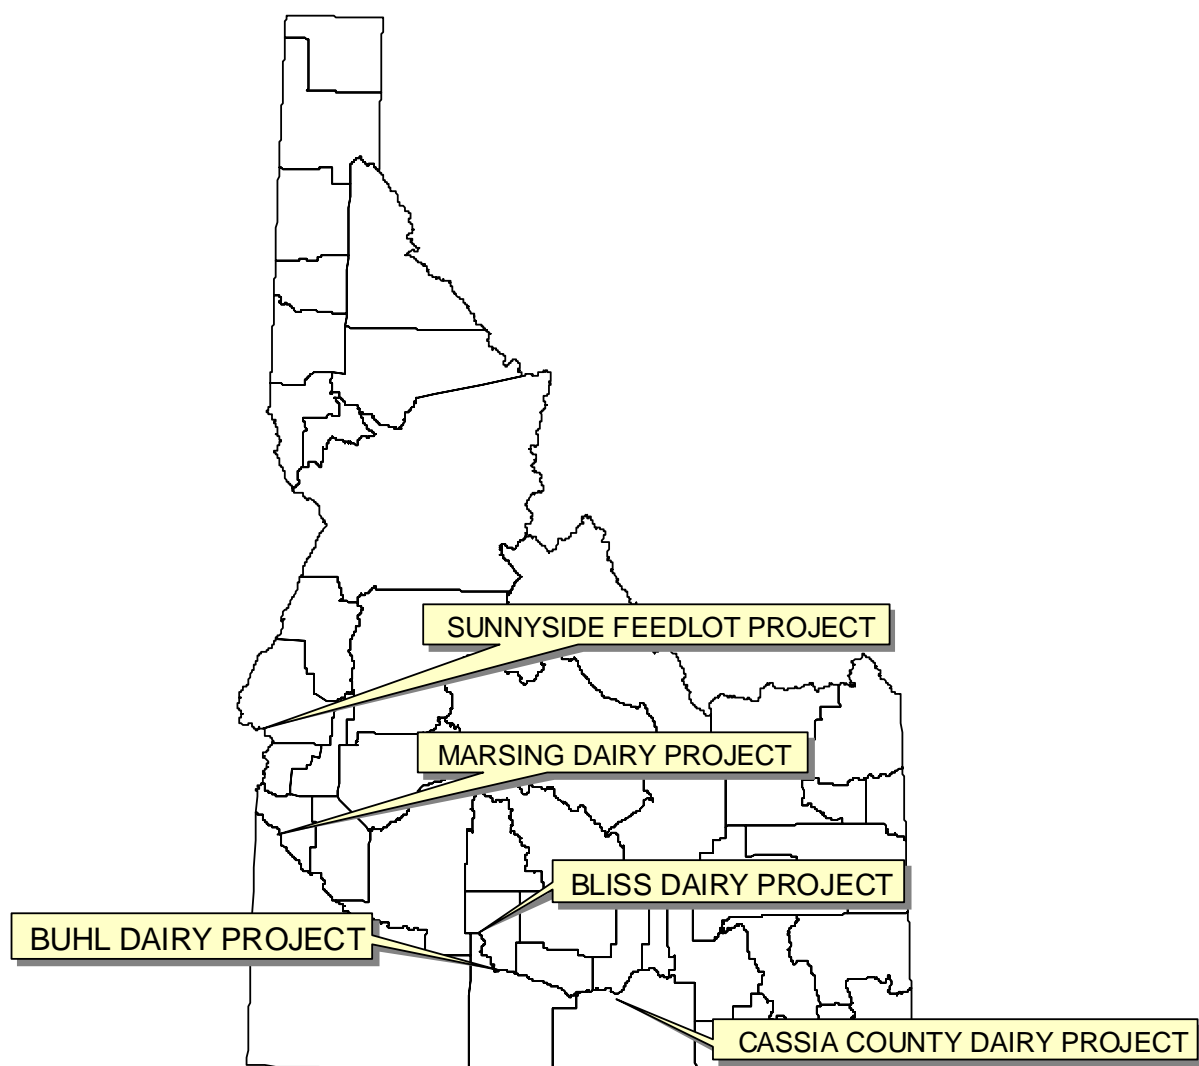 SUNNYSIDE FEEDLOT PROJECT
MARSING DAIRY PROJECT
BLISS DAIRY PROJECT
BUHL DAIRY PROJECT
CASSIA COUNTY DAIRY PROJECT